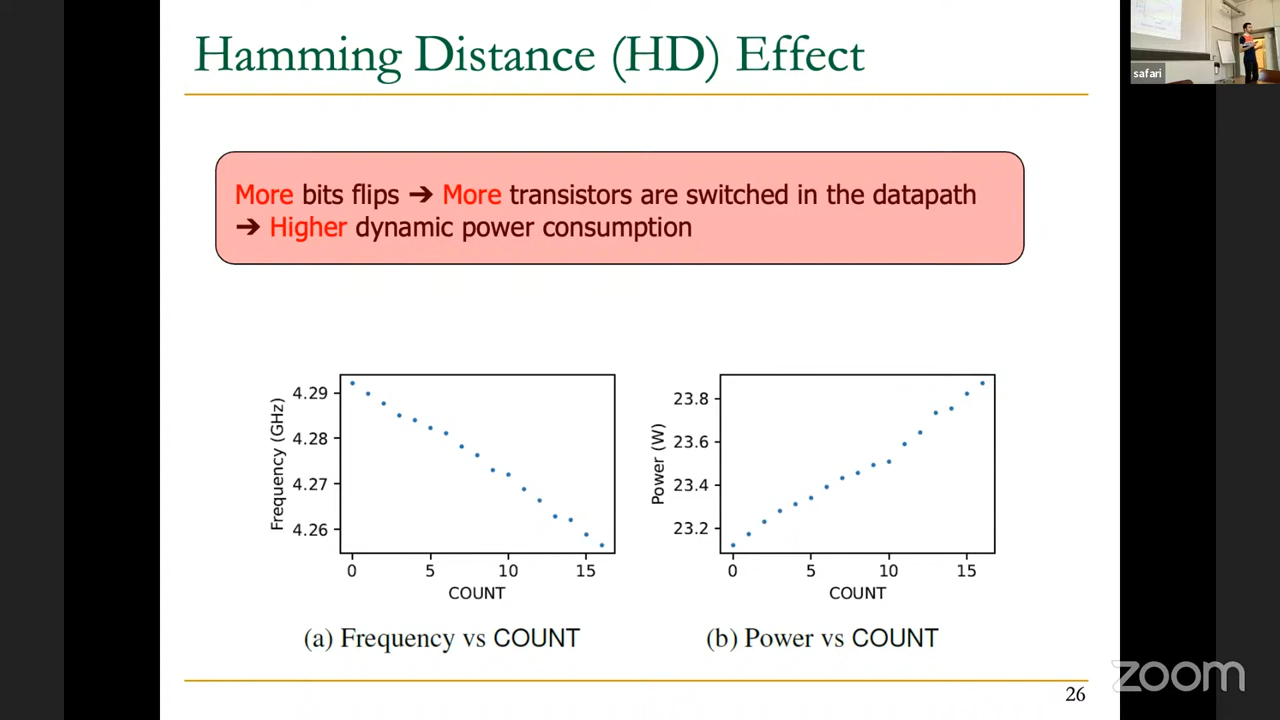 Hamming Distance (HD) Effect
safari
More bits flips ➔ More transistors are switched in the datapath
➔ Higher dynamic power consumption
Frequency (GHz)
4.29
4.28
4.27
4.26
0 5 10 15
COUNT
(a) Frequency vs COUNT
Power (W)
23.8
23.6
23.4
23.2
0 5 10 15
COUNT
(b) Power vs COUNT
26
zoom